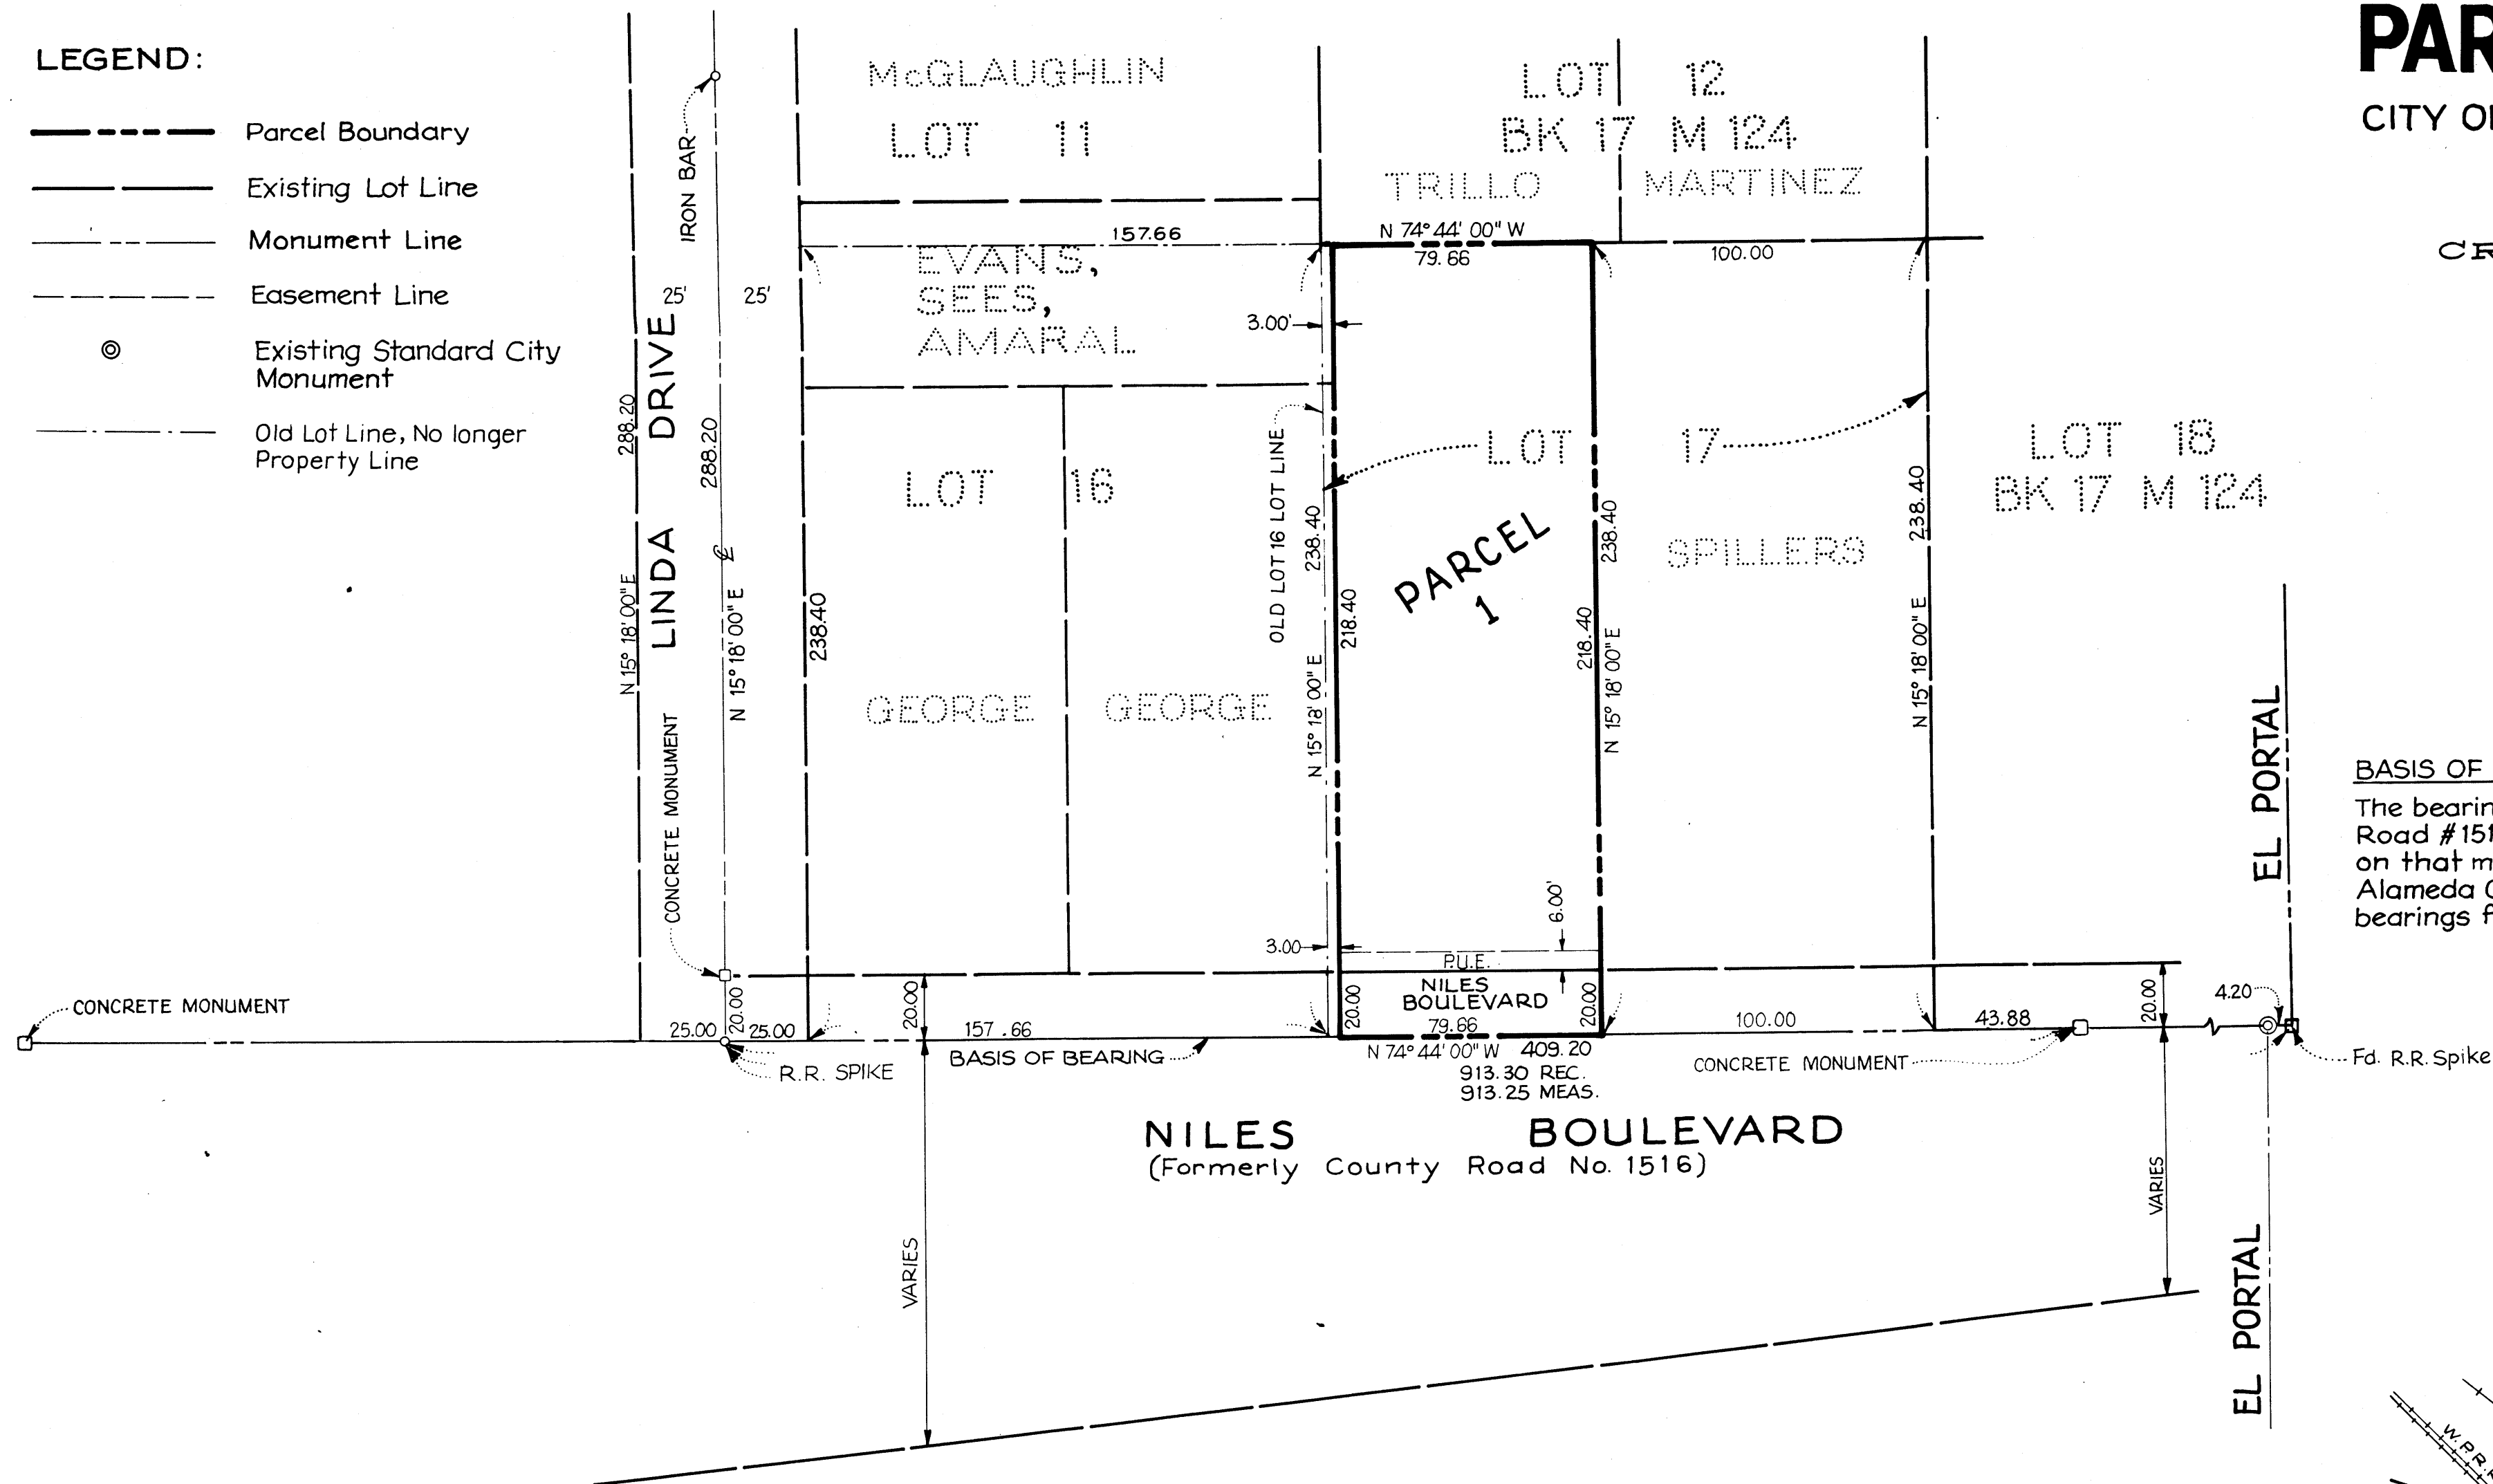 LEGEND:
Parcel Boundary
Existing Lot Line
Monument Line
Easement Line
Existing Standard City
Monument
Old Lot Line, No longer
Property Line
IRON BAR
25'
25'
288.20
288.20
LINDA DRIVE
N 15° 18' 00" E
N 15° 18' 00" E
℄
238.40
CONCRETE MONUMENT
McGLAUGHLIN
LOT 11
157.66
EVANS,
SEES,
AMARAL
LOT 16
GEORGE
GEORGE
LOT 12
BK 17 M 124
TRILLO
MARTINEZ
N 74° 44' 00" W
79.66
100.00
3.00'
OLD LOT 16 LOT LINE
238.40
N 15° 18' 00" E
218.40
LOT 17
PARCEL
1
238.40
218.40
N 15° 18' 00" E
SPILLERS
238.40
N 15° 18' 00" E
LOT 18
BK 17 M 124
EL PORTAL
3.00
6.00'
P.U.E.
NILES
BOULEVARD
20.00
20.00
79.66
CONCRETE MONUMENT
25.00
20.00
25.00
20.00
157.66
100.00
43.88
20.00
4.20
R.R. SPIKE
BASIS OF BEARING
N 74° 44' 00" W 409.20
913.30 REC.
913.25 MEAS.
CONCRETE MONUMENT
Fd. R.R. Spike
NILES BOULEVARD
(Formerly County Road No. 1516)
VARIES
VARIES
EL PORTAL
PAR
CITY O
CR
BASIS OF
The bearin
Road #151
on that m
Alameda
bearings f
W.P.R.